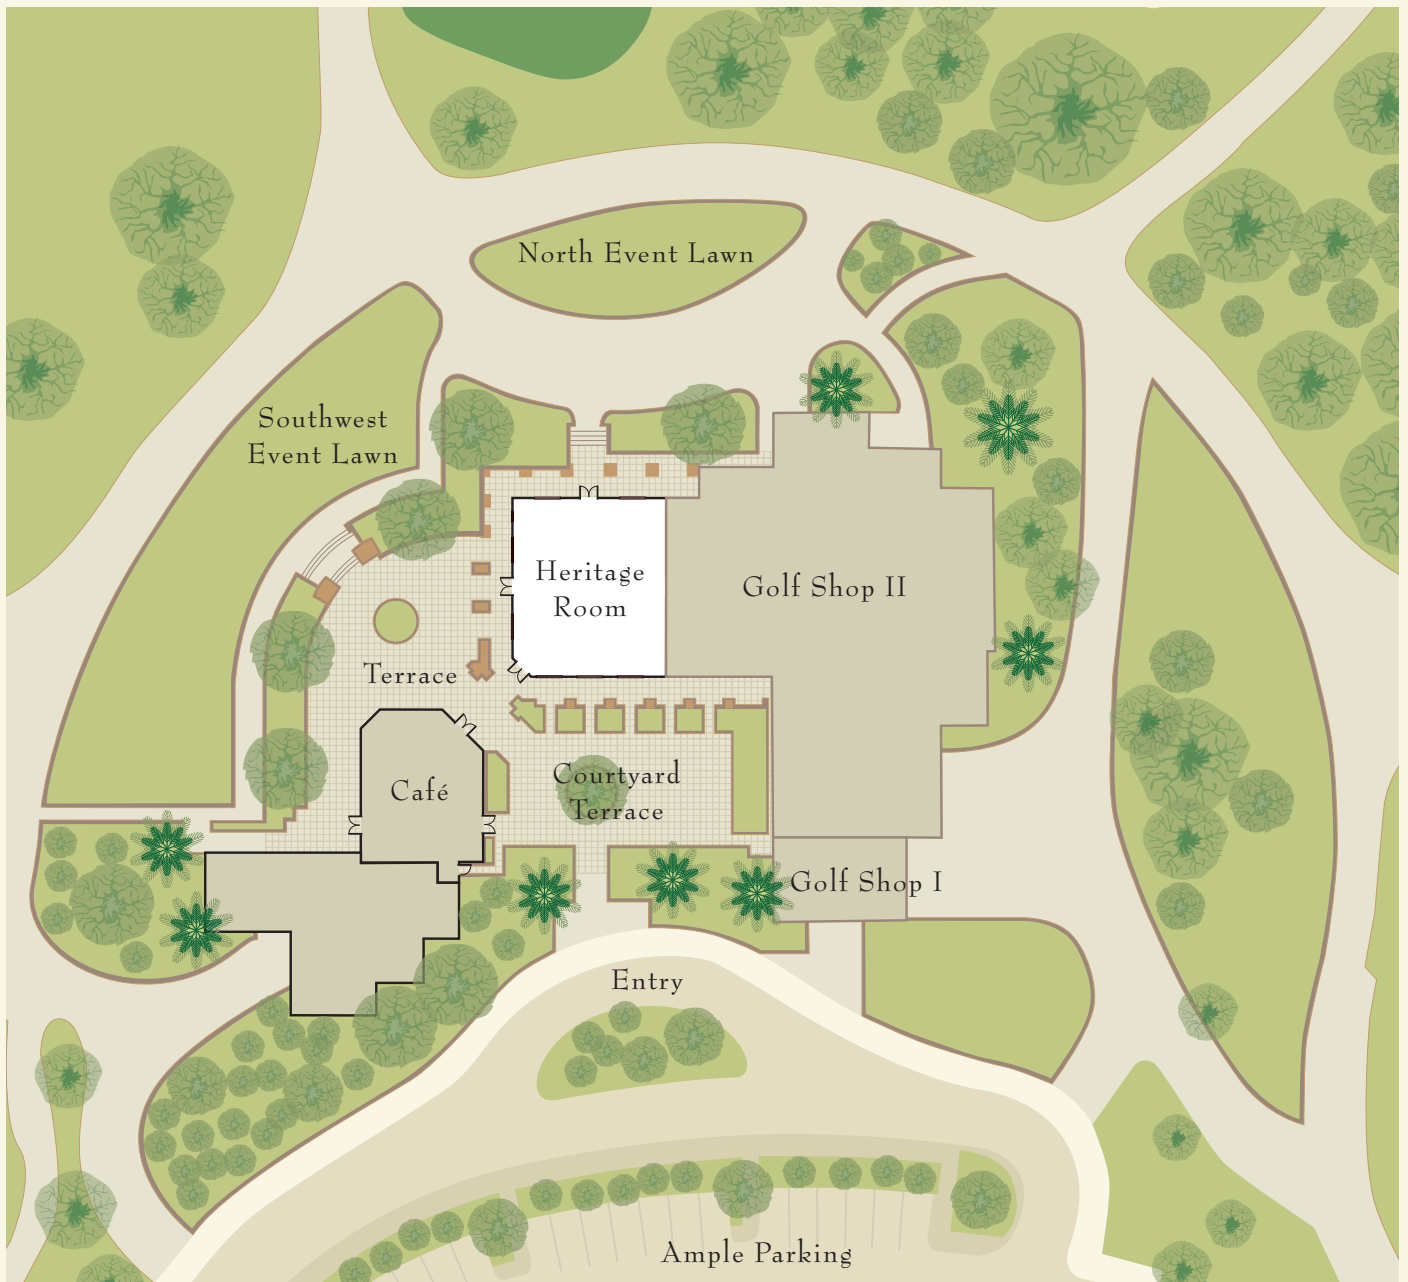 North Event Lawn
Southwest
Event Lawn
Heritage
Room
Golf Shop II
Terrace
Courtyard
Terrace
Café
Golf Shop I
Entry
Ample Parking